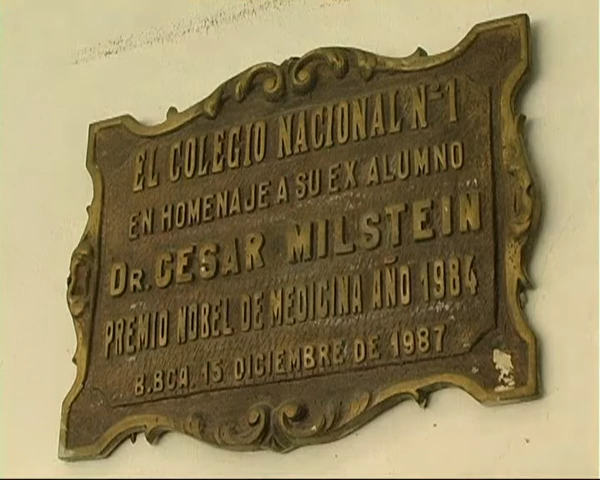 EL COLEGIO NACIONAL Nº 1
EN HOMENAJE A SU EX ALUMNO
DR. CESAR MILSTEIN
PREMIO NOBEL DE MEDICINA AÑO 1984
B.BCA. 15 DICIEMBRE DE 1987